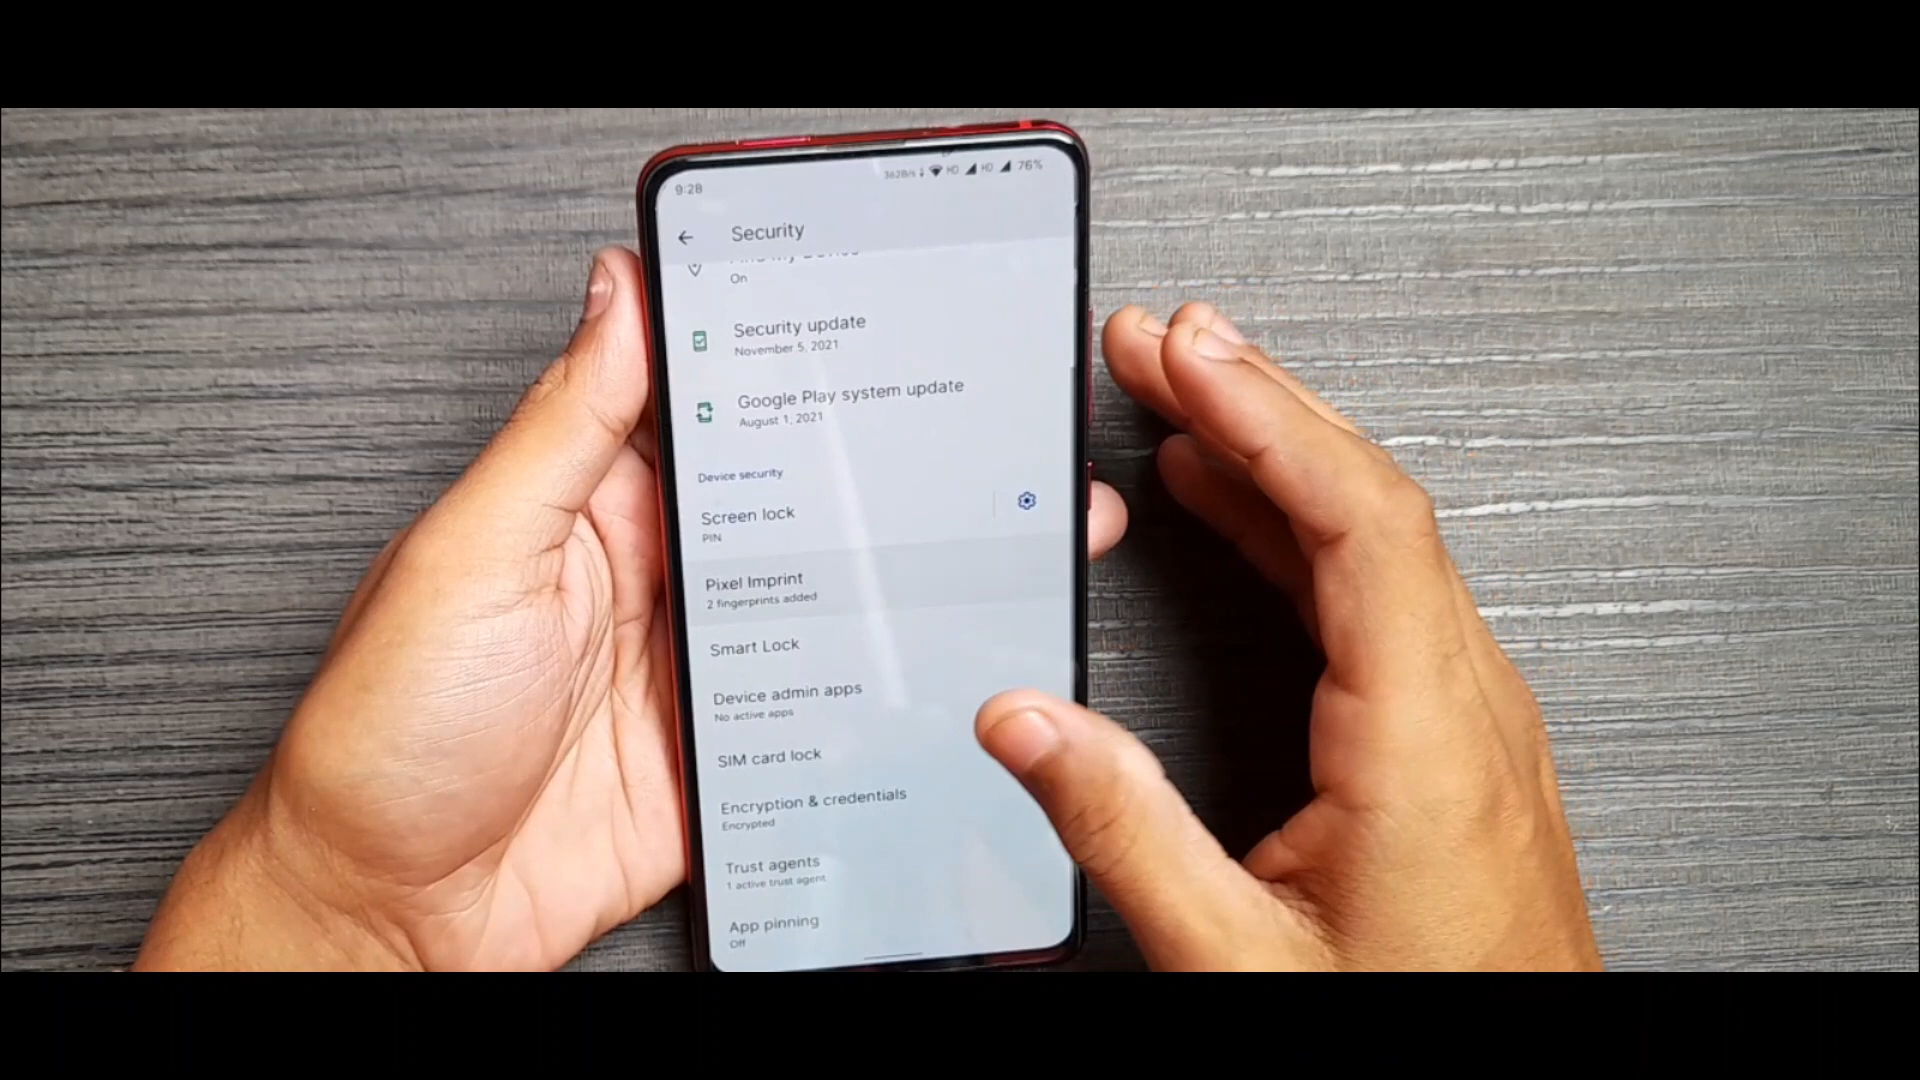 9:28
76%
Security
On
Security update
November 5, 2021
Google Play system update
August 1, 2021
Device security
Screen lock
PIN
Pixel Imprint
2 fingerprints added
Smart Lock
Device admin apps
No active apps
SIM card lock
Encryption & credentials
Encrypted
Trust agents
1 active trust agent
App pinning
Off